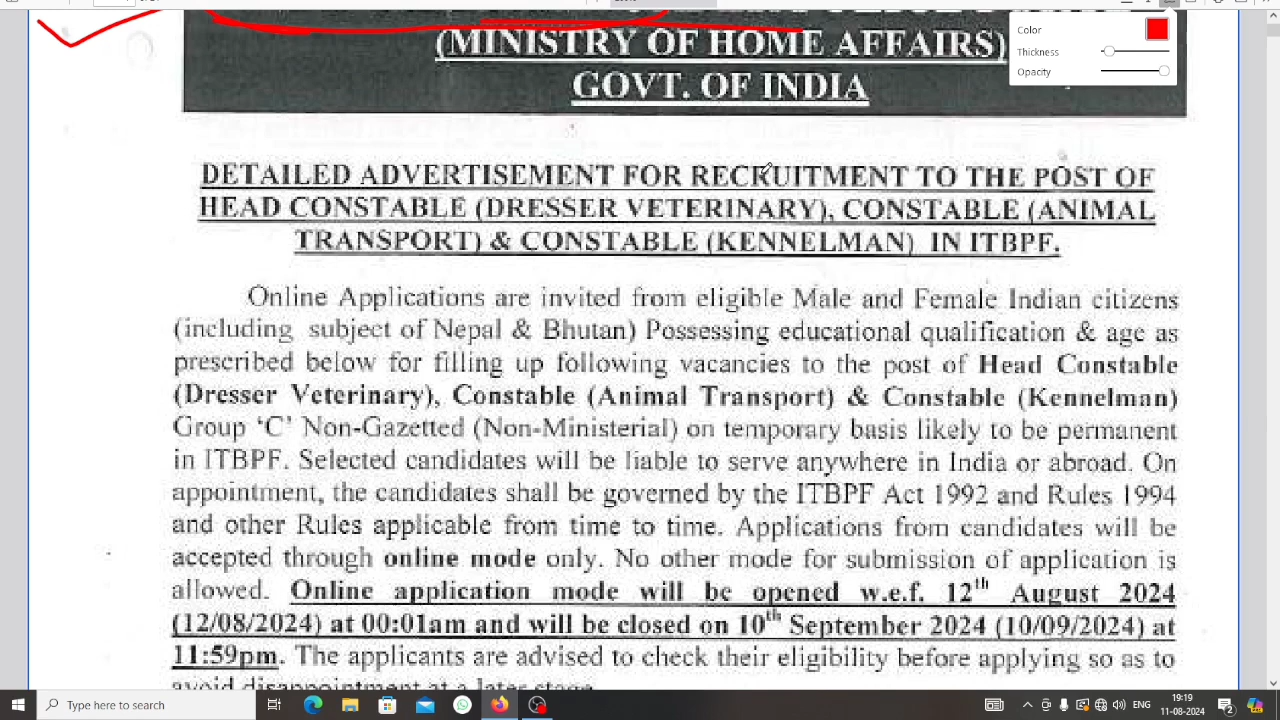 (MINISTRY OF HOME AFFAIRS)
GOVT. OF INDIA
Color
Thickness
Opacity
DETAILED ADVERTISEMENT FOR RECRUITMENT TO THE POST OF
HEAD CONSTABLE (DRESSER VETERINARY), CONSTABLE (ANIMAL
TRANSPORT) & CONSTABLE (KENNELMAN) IN ITBPF.
Online Applications are invited from eligible Male and Female Indian citizens
(including subject of Nepal & Bhutan) Possessing educational qualification & age as
prescribed below for filling up following vacancies to the post of Head Constable
(Dresser Veterinary), Constable (Animal Transport) & Constable (Kennelman)
Group ‘C’ Non-Gazetted (Non-Ministerial) on temporary basis likely to be permanent
in ITBPF. Selected candidates will be liable to serve anywhere in India or abroad. On
appointment, the candidates shall be governed by the ITBPF Act 1992 and Rules 1994
and other Rules applicable from time to time. Applications from candidates will be
accepted through online mode only. No other mode for submission of application is
allowed. Online application mode will be opened w.e.f. 12th August 2024
(12/08/2024) at 00:01am and will be closed on 10th September 2024 (10/09/2024) at
11:59pm. The applicants are advised to check their eligibility before applying so as to
avoid disappointment at a later stage.
Type here to search
ENG
19:19
11-08-2024
2